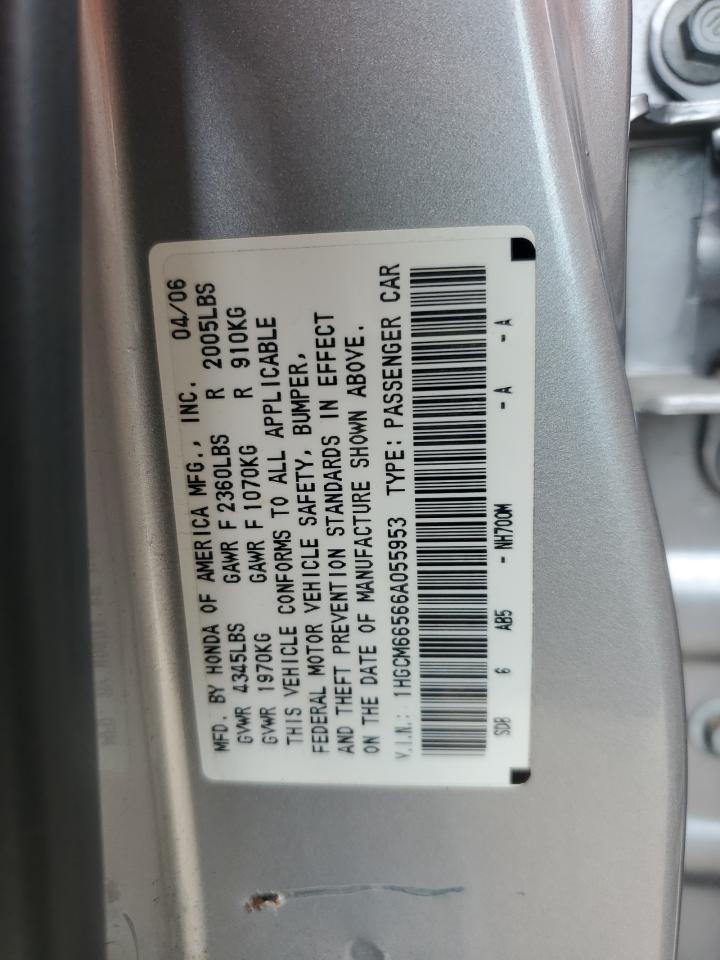 MFD. BY HONDA OF AMERICA MFG., INC. 04/06
GVWR 4345LBS GAWR F 2360LBS R 2005LBS
GVWR 1970KG GAWR F 1070KG R 910KG
THIS VEHICLE CONFORMS TO ALL APPLICABLE
FEDERAL MOTOR VEHICLE SAFETY, BUMPER,
AND THEFT PREVENTION STANDARDS IN EFFECT
ON THE DATE OF MANUFACTURE SHOWN ABOVE.
V.I.N.: 1HGCM66566A055953 TYPE: PASSENGER CAR
SDB 6 AB5 - NH700M - A - A